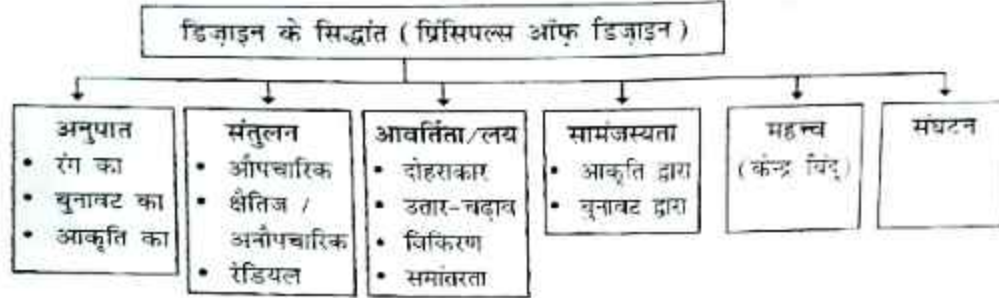 डिज़ाइन के सिद्धांत ( प्रिंसिपल्स ऑफ़ डिज़ाइन )
अनुपात
• रंग का
• बुनावट का
• आकृति का
संतुलन
• औपचारिक
• क्षैतिज /
अनौपचारिक
• रेडियल
आवर्तिता/लय
• दोहराकार
• उतार-चढ़ाव
• विकिरण
• समांतरता
सामंजस्यता
• आकृति द्वारा
• बुनावट द्वारा
महत्त्व
(केन्द्र बिंदु)
संघटन